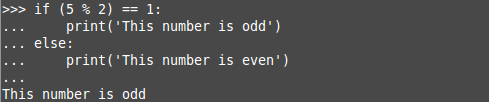 >>> if (5 % 2) == 1:
...     print('This number is odd')
... else:
...     print('This number is even')
...
This number is odd